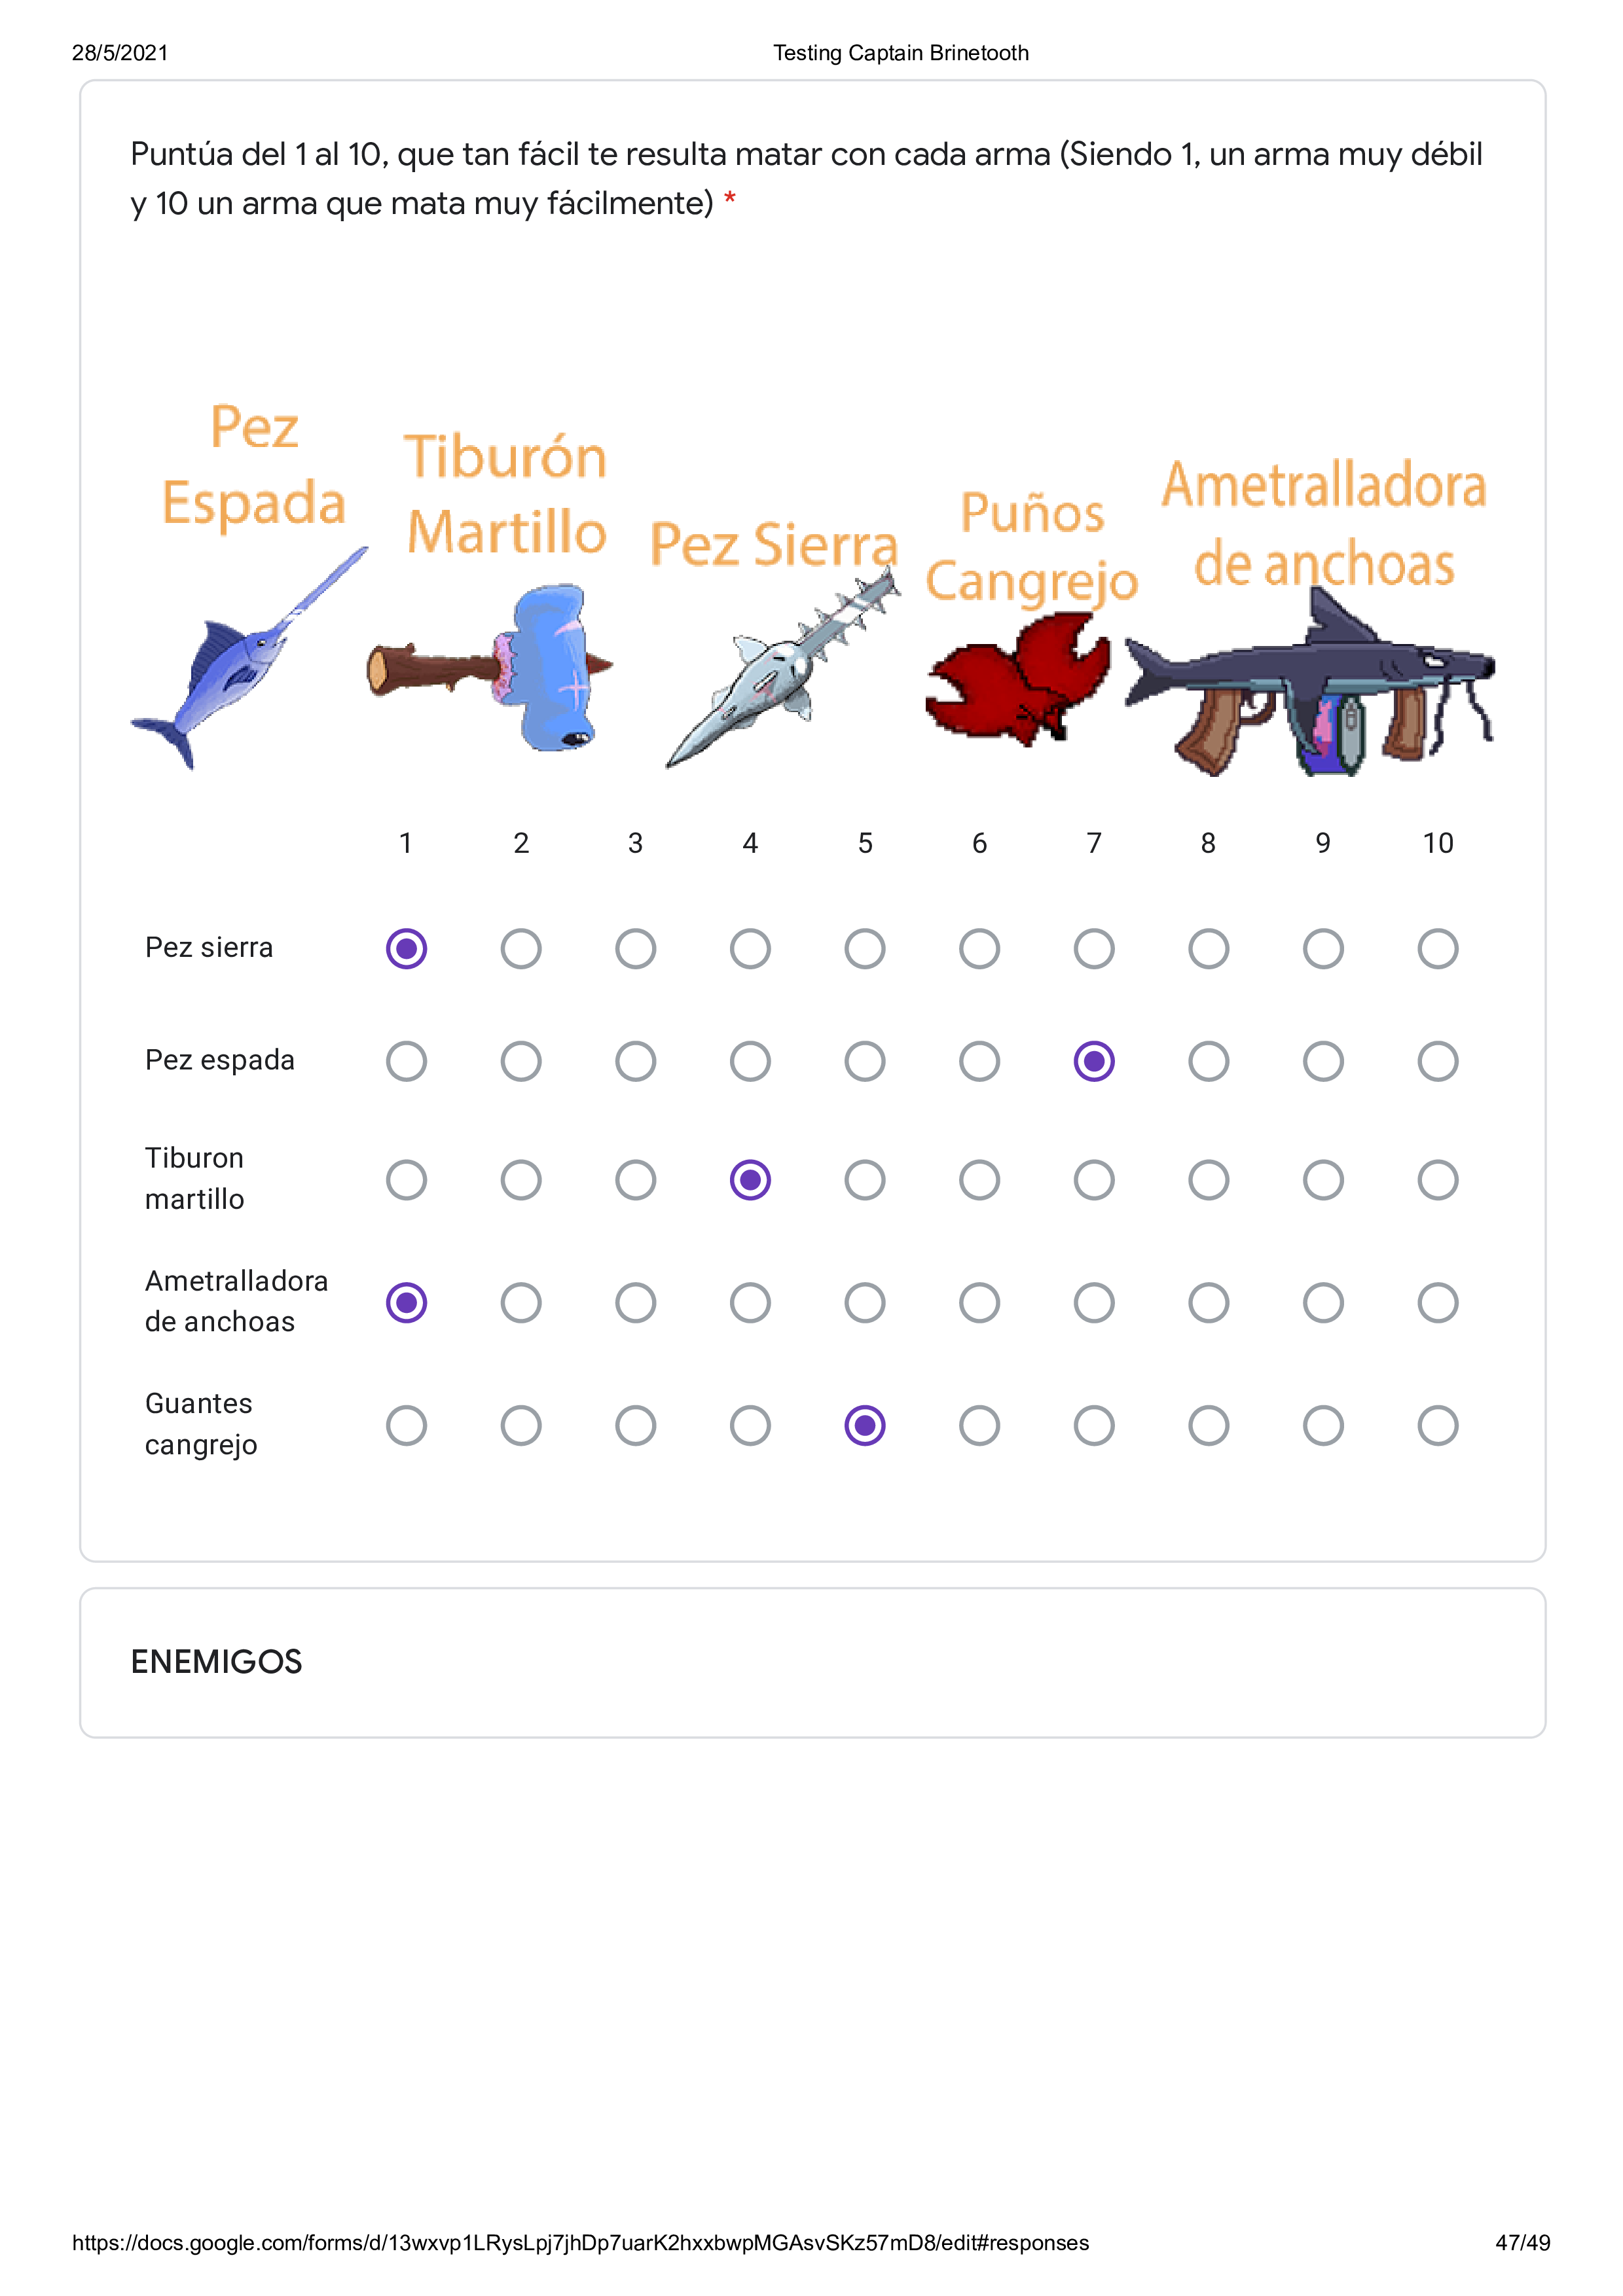 28/5/2021 Testing Captain Brinetooth
Puntúa del 1 al 10, que tan fácil te resulta matar con cada arma (Siendo 1, un arma muy débil
y 10 un arma que mata muy fácilmente) *
Pez
Espada
Tiburón
Martillo
Pez Sierra
Puños
Cangrejo
Ametralladora
de anchoas
1 2 3 4 5 6 7 8 9 10
Pez sierra
Pez espada
Tiburon
martillo
Ametralladora
de anchoas
Guantes
cangrejo
ENEMIGOS
https://docs.google.com/forms/d/13wxvp1LRysLpj7jhDp7uarK2hxxbwpMGAsvSKz57mD8/edit#responses 47/49